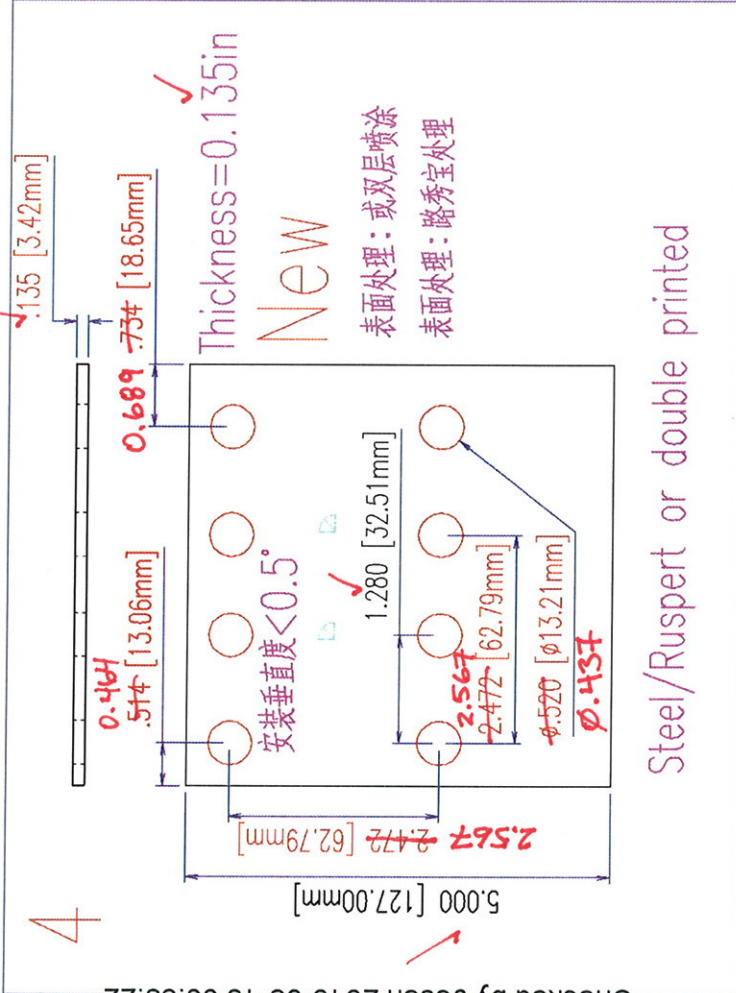 4
.135 [3.42mm]
0.689 .734 [18.65mm]
0.464
.514 [13.06mm]
Thickness=0.135in
New
表面处理：或双层喷涂
表面处理：路秀宝处理
安装垂直度<0.5°
1.280 [32.51mm]
2.567
2.472 [62.79mm]
ø.520 [ø13.21mm]
Ø.437
2.472 [62.79mm]
2.567
5.000 [127.00mm]
Steel/Ruspert or double printed